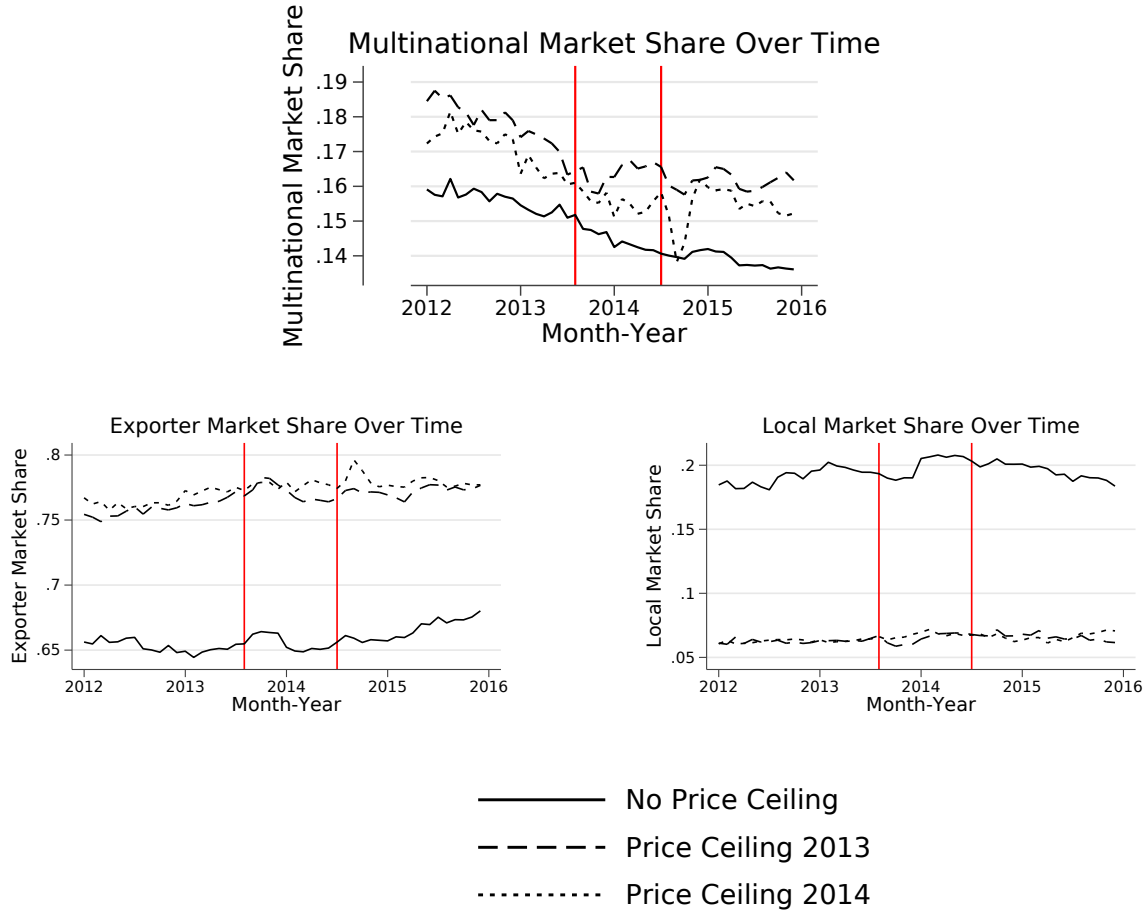 Multinational Market Share Over Time
Multinational Market Share
.19
.18
.17
.16
.15
.14
2012 2013 2014 2015 2016
Month-Year
Exporter Market Share Over Time
Exporter Market Share
.8
.75
.7
.65
2012 2013 2014 2015 2016
Month-Year
Local Market Share Over Time
Local Market Share
.2
.15
.1
.05
2012 2013 2014 2015 2016
Month-Year
No Price Ceiling
Price Ceiling 2013
Price Ceiling 2014